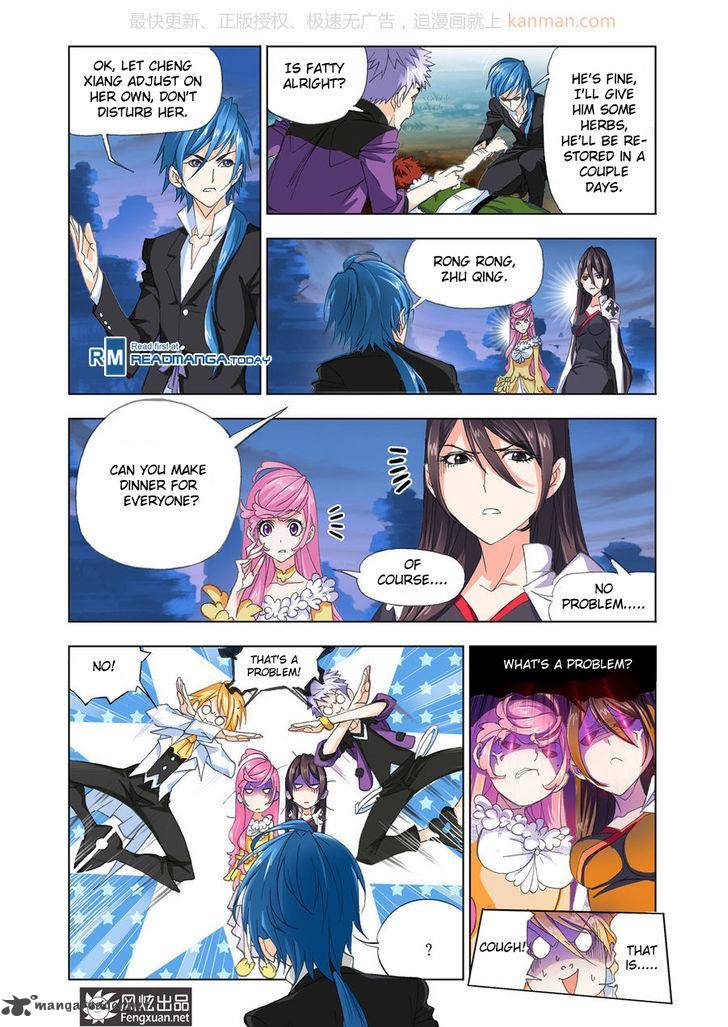 最快更新、正版授权、极速无广告，追漫画就上 kanman.com
OK, LET CHENG
XIANG ADJUST ON
HER OWN, DON'T
DISTURB HER.
IS FATTY
ALRIGHT?
HE'S FINE,
I'LL GIVE
HIM SOME
HERBS,
HE'LL BE RE-
STORED IN A
COUPLE
DAYS.
RONG RONG,
ZHU QING.
RM
Read first at
READMANGA.TODAY
CAN YOU MAKE
DINNER FOR
EVERYONE?
OF
COURSE....
NO
PROBLEM.....
NO!
THAT'S A
PROBLEM!
?
WHAT'S A PROBLEM?
COUGH!
THAT
IS.....
风炫出品
Fengxuan.net